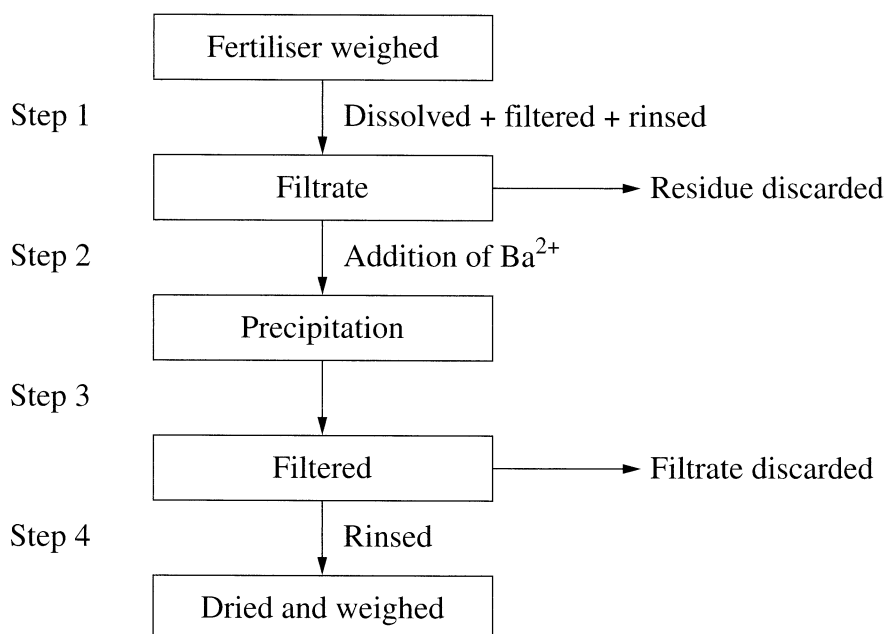 Fertiliser weighed
Step 1
Dissolved + filtered + rinsed
Filtrate
Residue discarded
Step 2
Addition of Ba²⁺
Precipitation
Step 3
Filtered
Filtrate discarded
Step 4
Rinsed
Dried and weighed